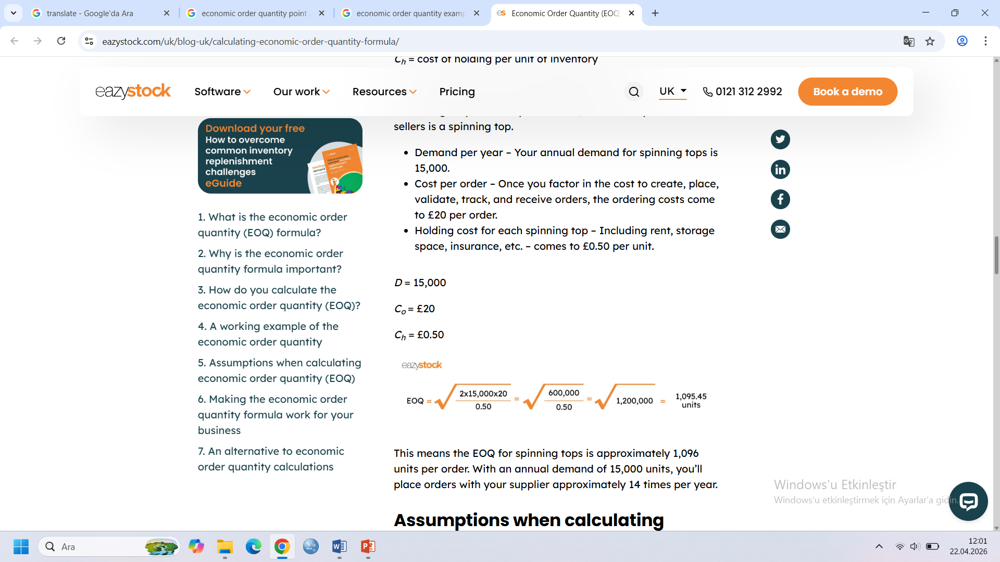 translate - Google'da Ara
economic order quantity point
economic order quantity examp
Economic Order Quantity (EOQ
eazystock.com/uk/blog-uk/calculating-economic-order-quantity-formula/
Ch = cost of holding per unit of inventory
eazystock
Software
Our work
Resources
Pricing
UK
0121 312 2992
Book a demo
sellers is a spinning top.
Download your free
How to overcome
common inventory
replenishment
challenges
eGuide
1. What is the economic order
quantity (EOQ) formula?
2. Why is the economic order
quantity formula important?
3. How do you calculate the
economic order quantity (EOQ)?
4. A working example of the
economic order quantity
5. Assumptions when calculating
economic order quantity (EOQ)
6. Making the economic order
quantity formula work for your
business
7. An alternative to economic
order quantity calculations
• Demand per year – Your annual demand for spinning tops is
15,000.
• Cost per order – Once you factor in the cost to create, place,
validate, track, and receive orders, the ordering costs come
to £20 per order.
• Holding cost for each spinning top – Including rent, storage
space, insurance, etc. – comes to £0.50 per unit.
D = 15,000
Co = £20
Ch = £0.50
eazystock
EOQ = √ 2x15,000x20 / 0.50 = √ 600,000 / 0.50 = √ 1,200,000 = 1,095.45 units
This means the EOQ for spinning tops is approximately 1,096
units per order. With an annual demand of 15,000 units, you'll
place orders with your supplier approximately 14 times per year.
Assumptions when calculating
Windows'u Etkinleştir
Windows'u etkinleştirmek için Ayarlar'a gidin.
Ara
12:01
22.04.2026